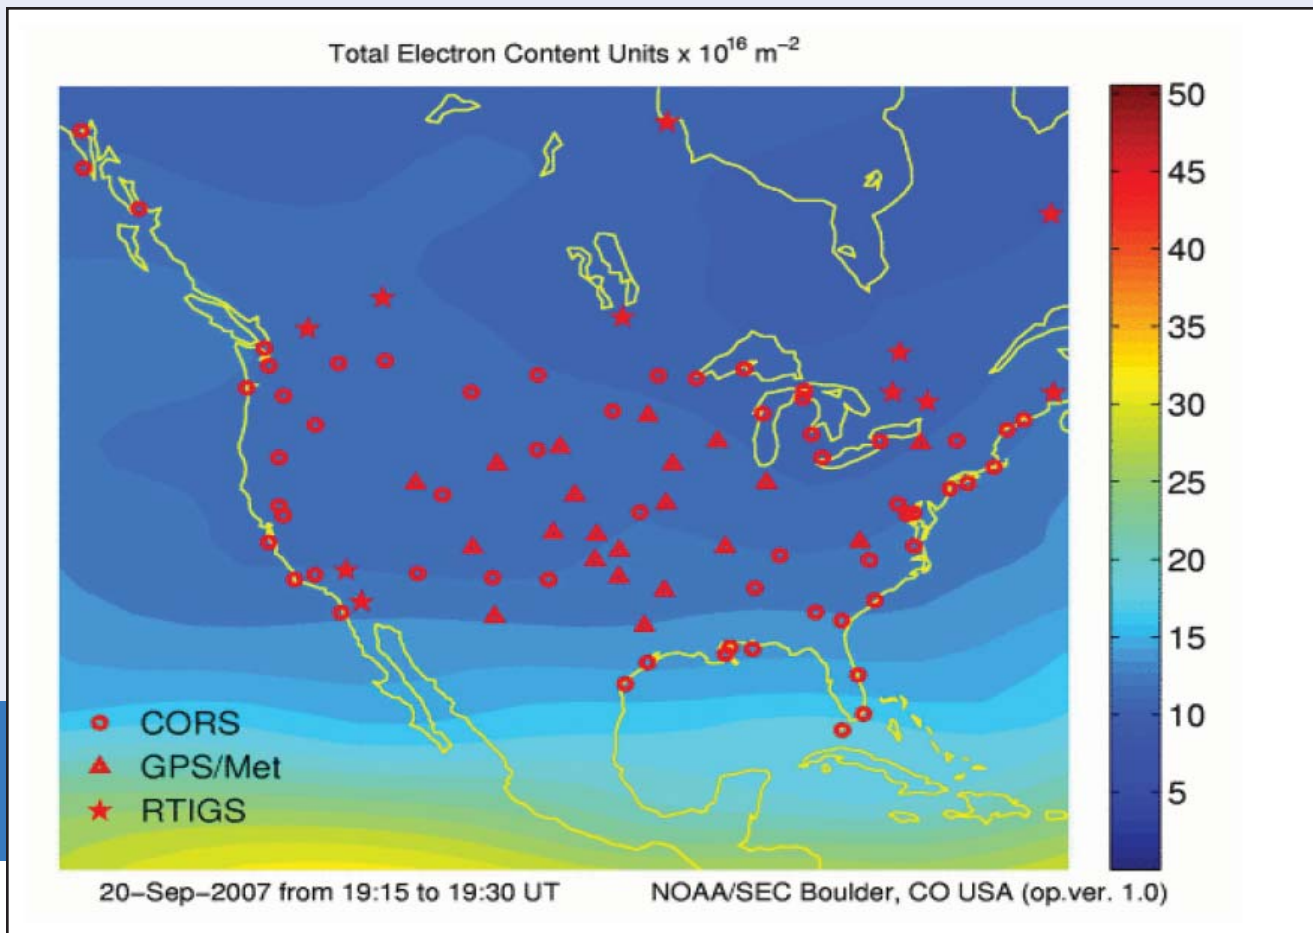 Total Electron Content Units x 10¹⁶ m⁻²
50
45
40
35
30
25
20
15
10
5
CORS
GPS/Met
RTIGS
20-Sep-2007 from 19:15 to 19:30 UT
NOAA/SEC Boulder, CO USA (op.ver. 1.0)